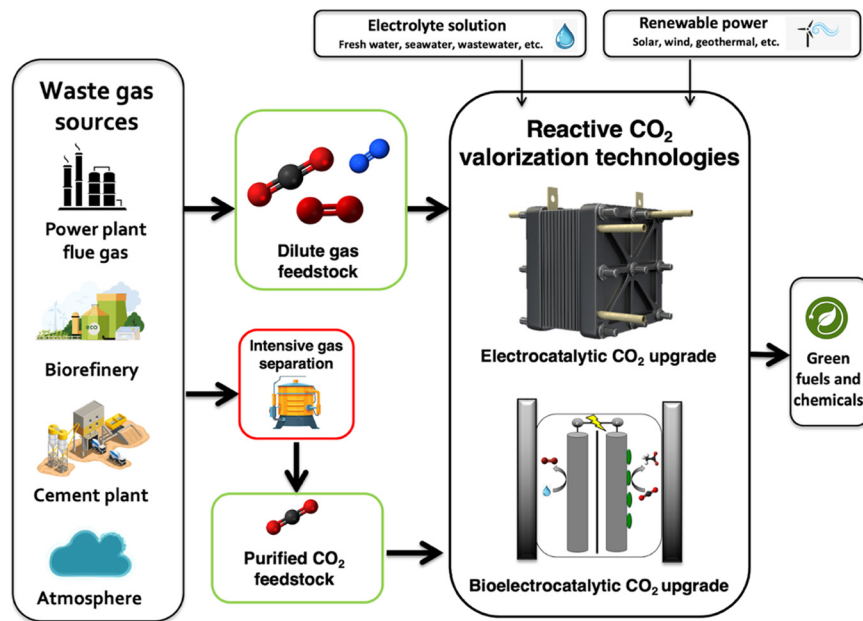 Electrolyte solution
Fresh water, seawater, wastewater, etc.
Renewable power
Solar, wind, geothermal, etc.
Waste gas
sources
Power plant
flue gas
eco
Biorefinery
Cement plant
Atmosphere
Dilute gas
feedstock
Intensive gas
separation
Purified CO₂
feedstock
Reactive CO₂
valorization technologies
Electrocatalytic CO₂ upgrade
Bioelectrocatalytic CO₂ upgrade
Green
fuels and
chemicals